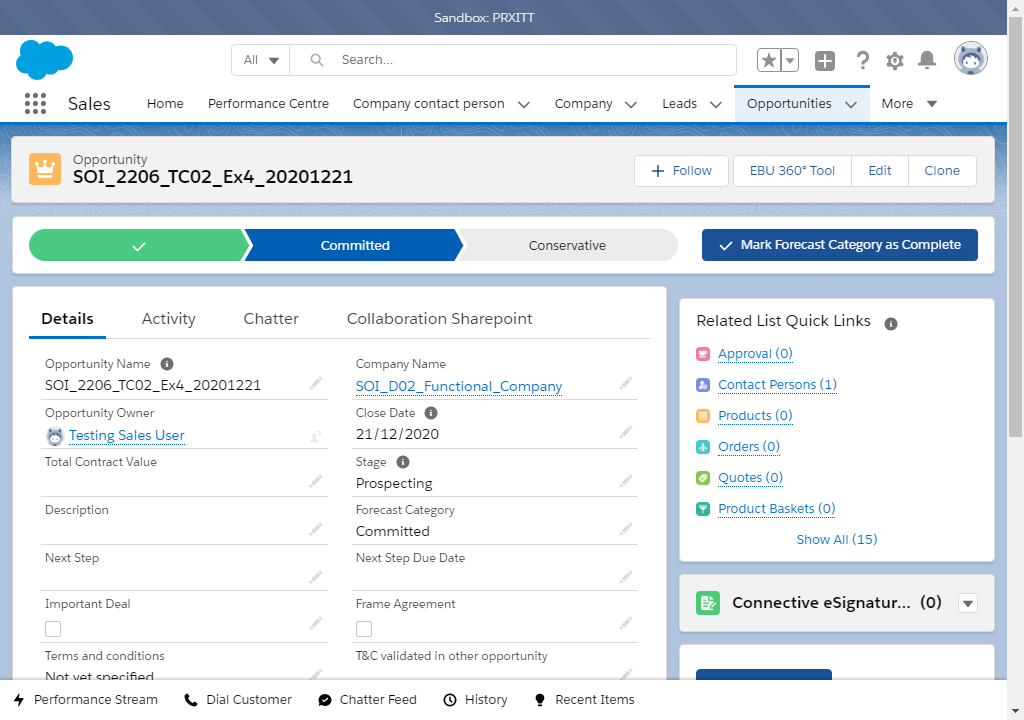 Sandbox: PRXITT
All
Search...
Sales
Home
Performance Centre
Company contact person
Company
Leads
Opportunities
More
Opportunity
SOI_2206_TC02_Ex4_20201221
Follow
EBU 360° Tool
Edit
Clone
Committed
Conservative
Mark Forecast Category as Complete
Details
Activity
Chatter
Collaboration Sharepoint
Opportunity Name
SOI_2206_TC02_Ex4_20201221
Company Name
SOI_D02_Functional_Company
Opportunity Owner
Testing Sales User
Close Date
21/12/2020
Total Contract Value
Stage
Prospecting
Description
Forecast Category
Committed
Next Step
Next Step Due Date
Important Deal
Frame Agreement
Terms and conditions
Not yet specified
T&C validated in other opportunity
Related List Quick Links
Approval (0)
Contact Persons (1)
Products (0)
Orders (0)
Quotes (0)
Product Baskets (0)
Show All (15)
Connective eSignatur... (0)
Performance Stream
Dial Customer
Chatter Feed
History
Recent Items